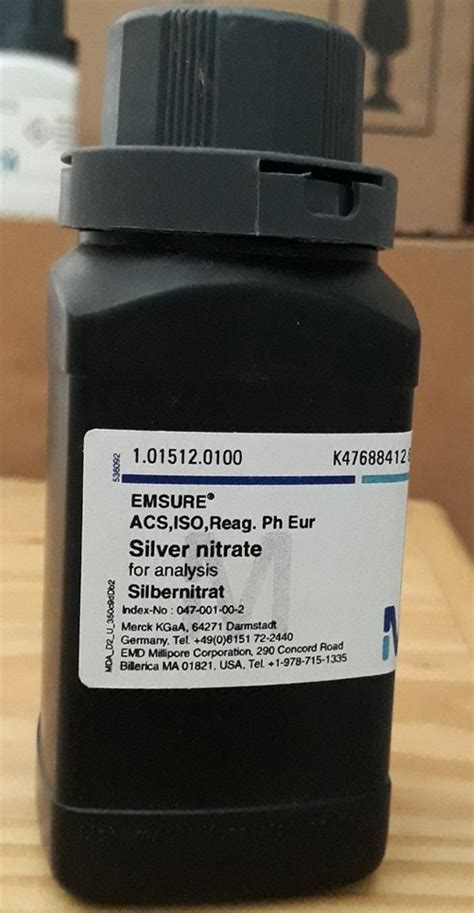 1.01512.0100 K47688412
EMSURE®
ACS,ISO,Reag. Ph Eur
Silver nitrate
for analysis
Silbernitrat
Index-No : 047-001-00-2
Merck KGaA, 64271 Darmstadt
Germany, Tel. +49(0)6151 72-2440
EMD Millipore Corporation, 290 Concord Road
Billerica MA 01821, USA, Tel. +1-978-715-1335
536092